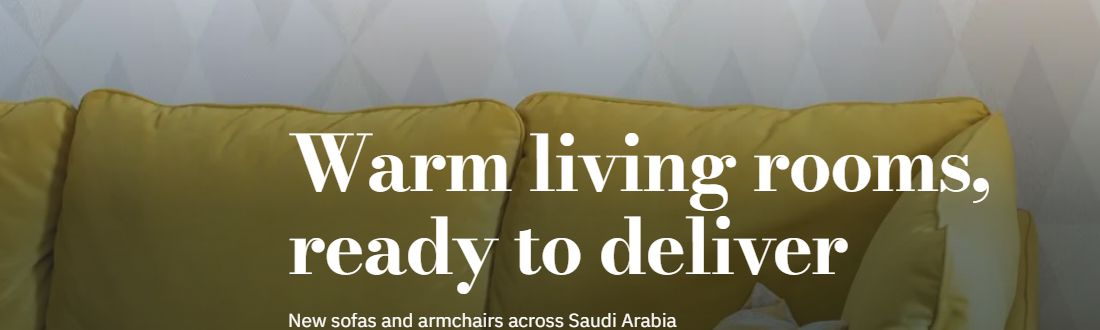 Warm living rooms,
ready to deliver
New sofas and armchairs across Saudi Arabia